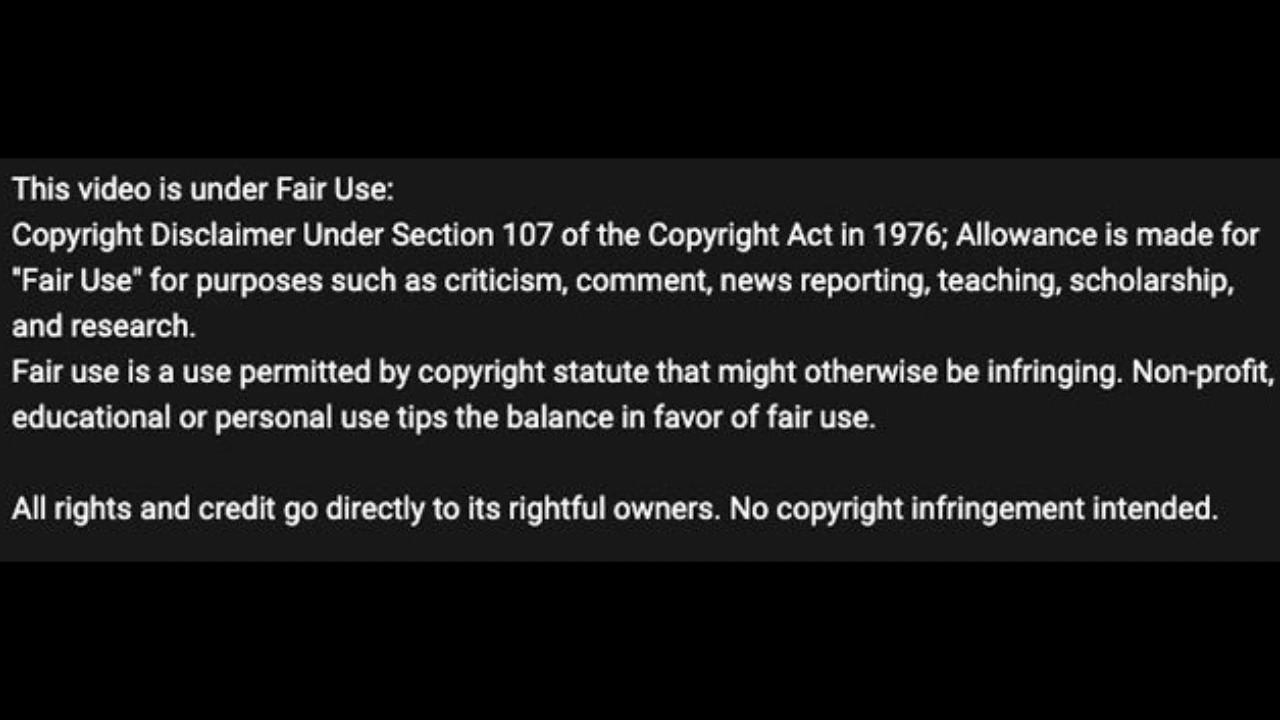 This video is under Fair Use:
Copyright Disclaimer Under Section 107 of the Copyright Act in 1976; Allowance is made for
"Fair Use" for purposes such as criticism, comment, news reporting, teaching, scholarship,
and research.
Fair use is a use permitted by copyright statute that might otherwise be infringing. Non-profit,
educational or personal use tips the balance in favor of fair use.
All rights and credit go directly to its rightful owners. No copyright infringement intended.